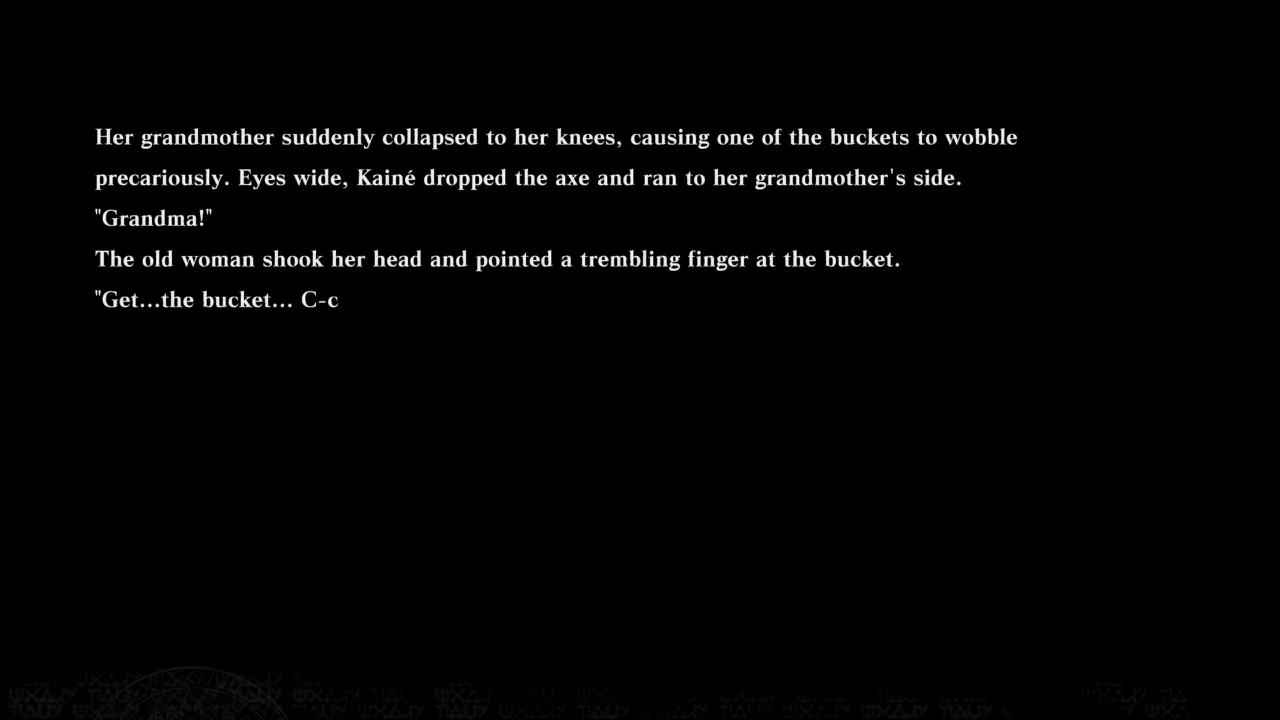 Her grandmother suddenly collapsed to her knees, causing one of the buckets to wobble
precariously. Eyes wide, Kainé dropped the axe and ran to her grandmother's side.
"Grandma!"
The old woman shook her head and pointed a trembling finger at the bucket.
"Get...the bucket... C-c